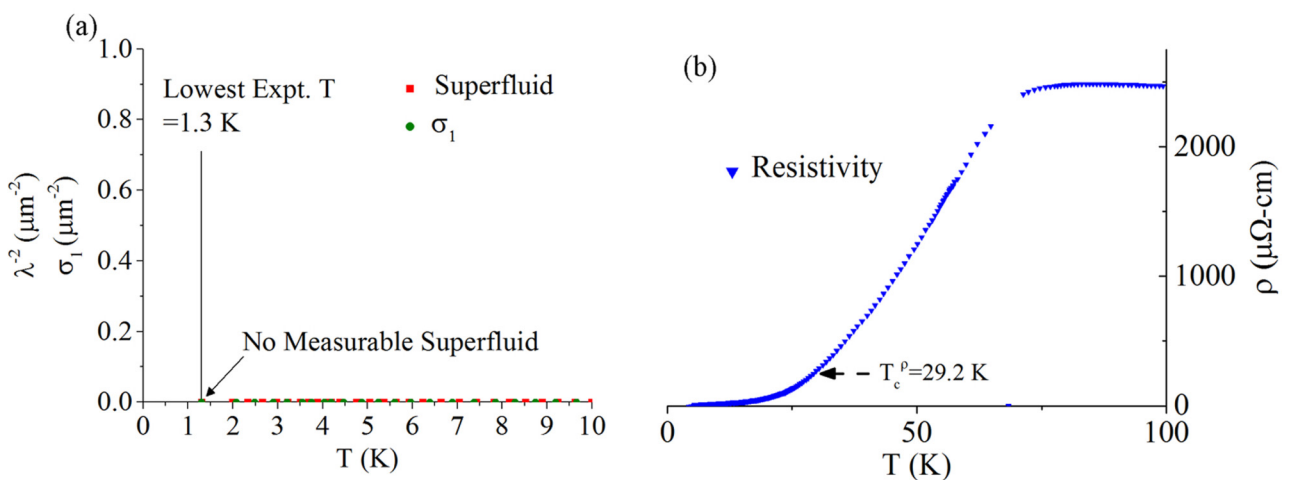 (a)
1.0
0.8
0.6
0.4
0.2
0.0
λ⁻² (μm⁻²)
σ₁ (μm⁻²)
Lowest Expt. T
=1.3 K
Superfluid
σ₁
No Measurable Superfluid
0 1 2 3 4 5 6 7 8 9 10
T (K)
(b)
Resistivity
T_c^ρ=29.2 K
2000
1000
0
ρ (μΩ-cm)
0 50 100
T (K)